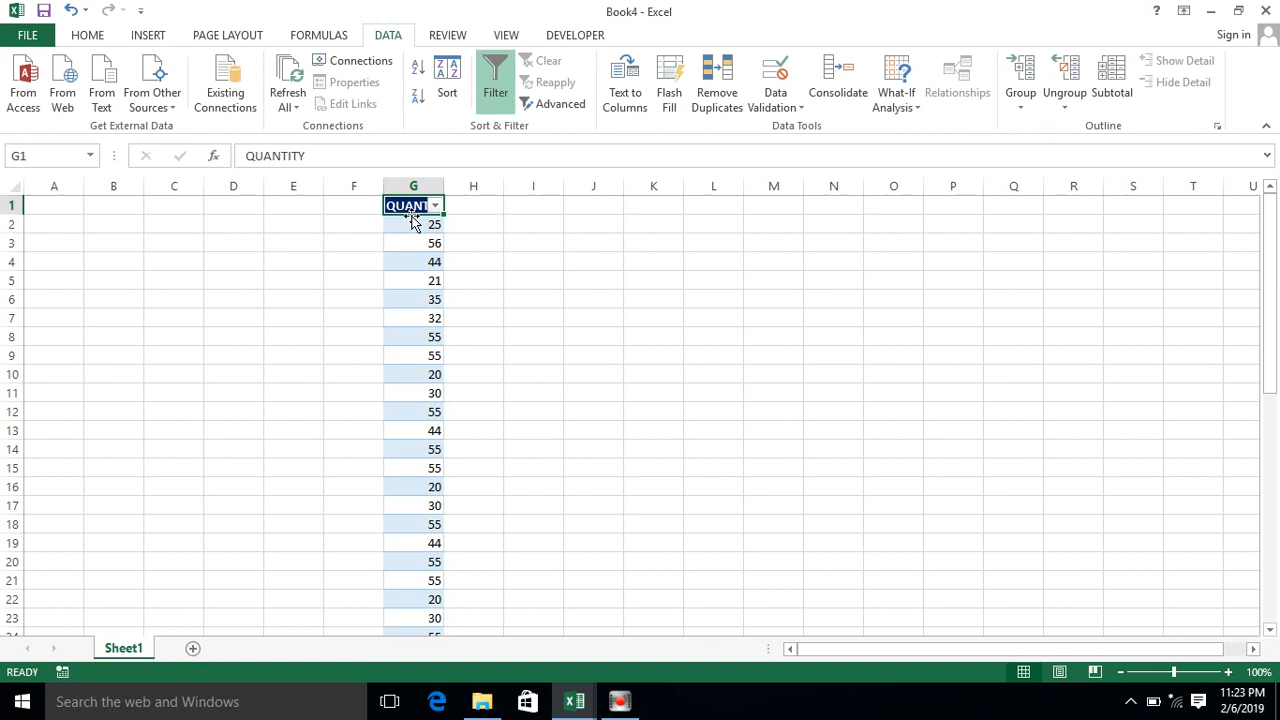 Book4 - Excel
?
FILE HOME INSERT PAGE LAYOUT FORMULAS DATA REVIEW VIEW DEVELOPER Sign in
From Access
From Web
From Text
From Other Sources
Existing Connections
Refresh All
Connections
Properties
Edit Links
Sort
Filter
Clear
Reapply
Advanced
Text to Columns
Flash Fill
Remove Duplicates
Data Validation
Consolidate
What-If Analysis
Relationships
Group
Ungroup
Subtotal
Show Detail
Hide Detail
Get External Data Connections Sort & Filter Data Tools Outline
G1 fx QUANTITY
A B C D E F G H I J K L M N O P Q R S T U
1 QUANT
2 25
3 56
4 44
5 21
6 35
7 32
8 55
9 55
10 20
11 30
12 55
13 44
14 55
15 55
16 20
17 30
18 55
19 44
20 55
21 55
22 20
23 30
24 55
Sheet1
READY 100%
Search the web and Windows
11:23 PM
2/6/2019